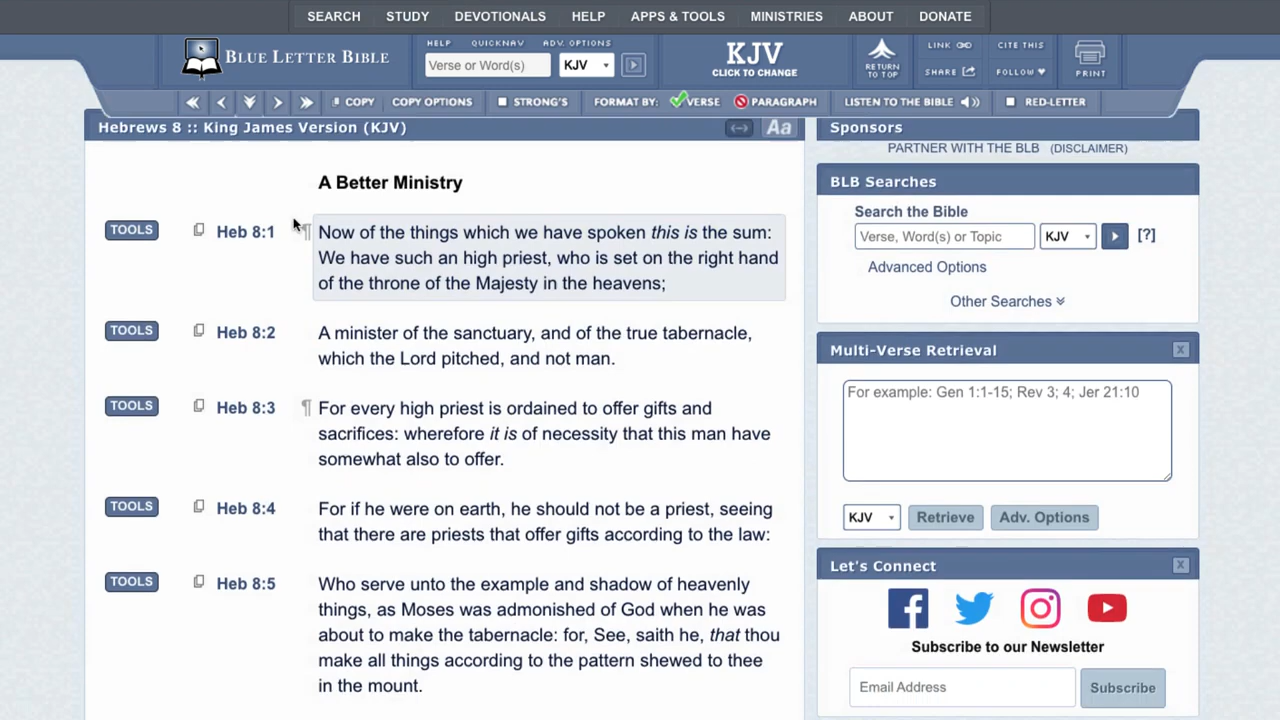 SEARCH STUDY DEVOTIONALS HELP APPS & TOOLS MINISTRIES ABOUT DONATE
BLUE LETTER BIBLE
HELP QUICKNAV ADV. OPTIONS
Verse or Word(s) KJV
KJV
CLICK TO CHANGE
RETURN
TO TOP
LINK CITE THIS
SHARE FOLLOW
PRINT
COPY COPY OPTIONS STRONG'S FORMAT BY: VERSE PARAGRAPH LISTEN TO THE BIBLE RED-LETTER
Hebrews 8 :: King James Version (KJV) Aa
A Better Ministry
TOOLS Heb 8:1 ¶ Now of the things which we have spoken this is the sum:
We have such an high priest, who is set on the right hand
of the throne of the Majesty in the heavens;
TOOLS Heb 8:2 A minister of the sanctuary, and of the true tabernacle,
which the Lord pitched, and not man.
TOOLS Heb 8:3 ¶ For every high priest is ordained to offer gifts and
sacrifices: wherefore it is of necessity that this man have
somewhat also to offer.
TOOLS Heb 8:4 For if he were on earth, he should not be a priest, seeing
that there are priests that offer gifts according to the law:
TOOLS Heb 8:5 Who serve unto the example and shadow of heavenly
things, as Moses was admonished of God when he was
about to make the tabernacle: for, See, saith he, that thou
make all things according to the pattern shewed to thee
in the mount.
Sponsors
PARTNER WITH THE BLB (DISCLAIMER)
BLB Searches
Search the Bible
Verse, Word(s) or Topic KJV [?]
Advanced Options
Other Searches
Multi-Verse Retrieval X
For example: Gen 1:1-15; Rev 3; 4; Jer 21:10
KJV Retrieve Adv. Options
Let's Connect X
Subscribe to our Newsletter
Email Address Subscribe